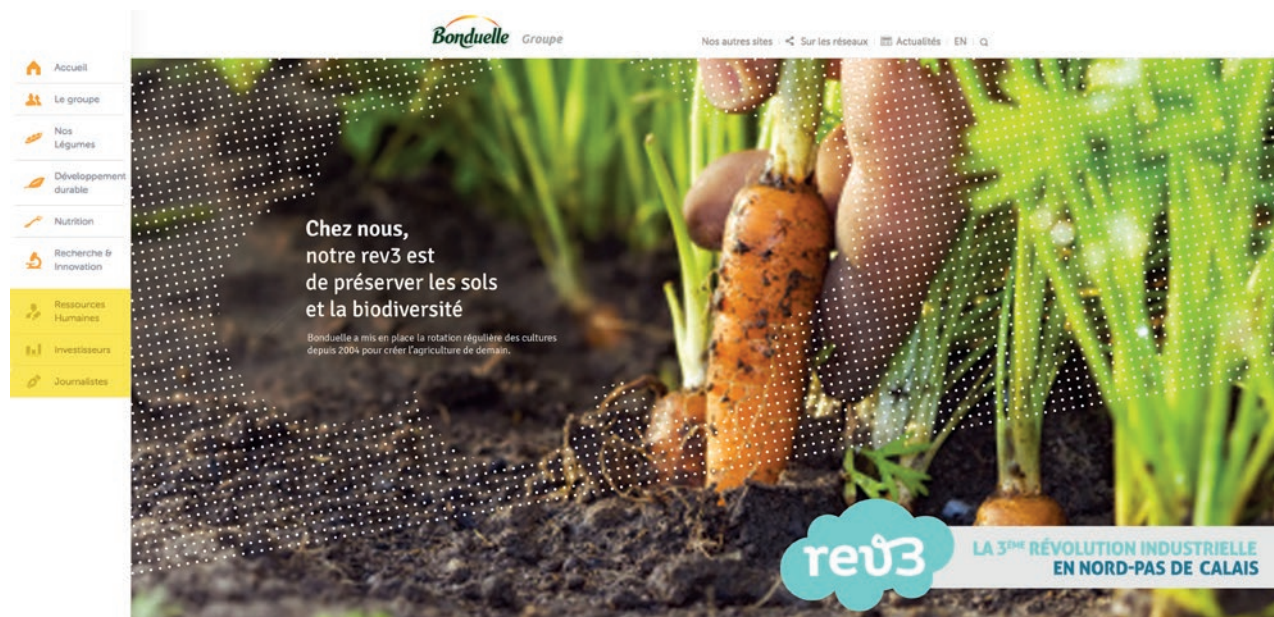 Bonduelle Groupe
Nos autres sites Sur les réseaux Actualités EN
Accueil
Le groupe
Nos
Légumes
Développement
durable
Nutrition
Recherche &
Innovation
Ressources
Humaines
Investisseurs
Journalistes
Chez nous,
notre rev3 est
de préserver les sols
et la biodiversité
Bonduelle a mis en place la rotation régulière des cultures
depuis 2004 pour créer l'agriculture de demain.
rev3
LA 3ÈME RÉVOLUTION INDUSTRIELLE
EN NORD-PAS DE CALAIS